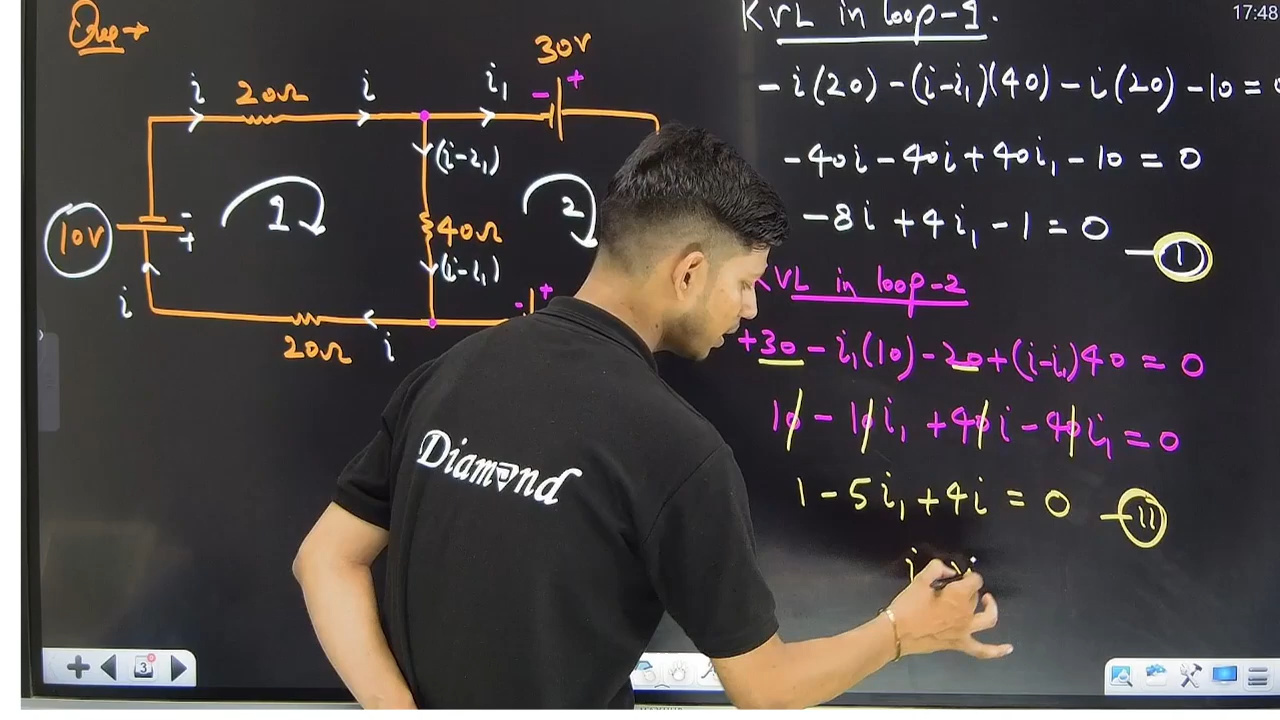 Que →
30V
- +
i 20Ω i i₁
(i-i₁)
1
2
10V
-
+
40Ω
(i-i₁)
i
20Ω i
- +
KVL in loop-1.
17:48
-i(20)-(i-i₁)(40)-i(20)-10=0
-40i-40i+40i₁-10=0
-8i+4i₁-1=0 -①
KVL in loop-2
+30-i₁(10)-20+(i-i₁)40=0
10-10i₁+40i-40i₁=0
1-5i₁+4i=0 -Ⅱ
Diamond
3